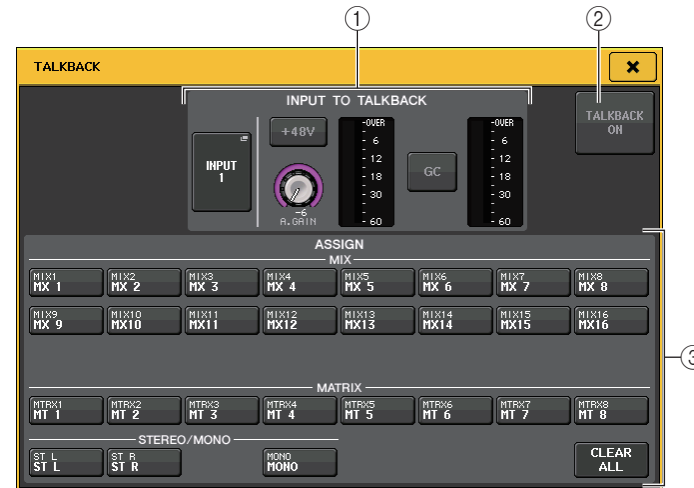 ① ②
TALKBACK ×
INPUT TO TALKBACK
TALKBACK
ON
INPUT
1
+48V
-6
A.GAIN
-OVER
- 6
- 12
- 18
- 30
- 60
GC
-OVER
- 6
- 12
- 18
- 30
- 60
③
ASSIGN
MIX
MIX1 MIX2 MIX3 MIX4 MIX5 MIX6 MIX7 MIX8
MX 1 MX 2 MX 3 MX 4 MX 5 MX 6 MX 7 MX 8
MIX9 MIX10 MIX11 MIX12 MIX13 MIX14 MIX15 MIX16
MX 9 MX10 MX11 MX12 MX13 MX14 MX15 MX16
MATRIX
MTRX1 MTRX2 MTRX3 MTRX4 MTRX5 MTRX6 MTRX7 MTRX8
MT 1 MT 2 MT 3 MT 4 MT 5 MT 6 MT 7 MT 8
STEREO/MONO
ST L ST R MONO
ST L ST R MONO
CLEAR
ALL